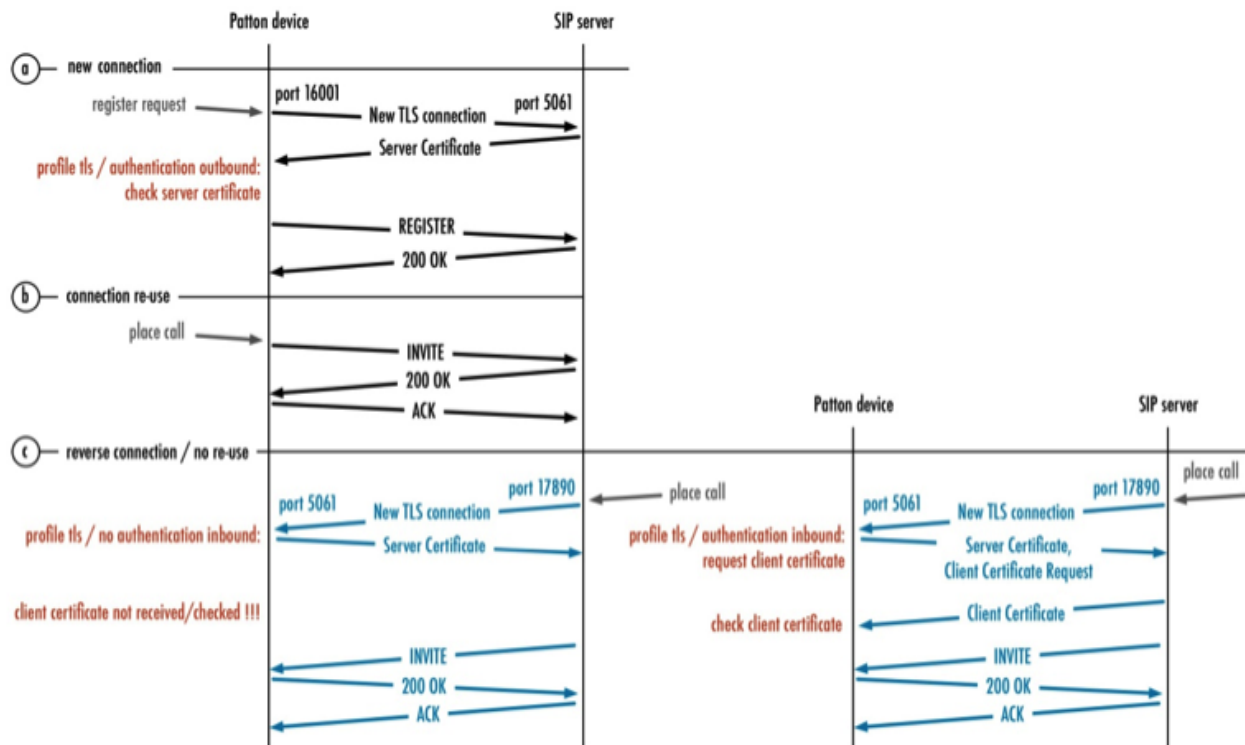 Patton device
SIP server
a
new connection
port 16001
port 5061
register request
New TLS connection
Server Certificate
profile tls / authentication outbound:
check server certificate
REGISTER
200 OK
b
connection re-use
place call
INVITE
200 OK
ACK
Patton device
SIP server
c
reverse connection / no re-use
port 5061
port 17890
place call
New TLS connection
profile tls / no authentication inbound:
Server Certificate
client certificate not received/checked !!!
INVITE
200 OK
ACK
port 5061
port 17890
place call
New TLS connection
profile tls / authentication inbound:
request client certificate
Server Certificate,
Client Certificate Request
Client Certificate
check client certificate
INVITE
200 OK
ACK